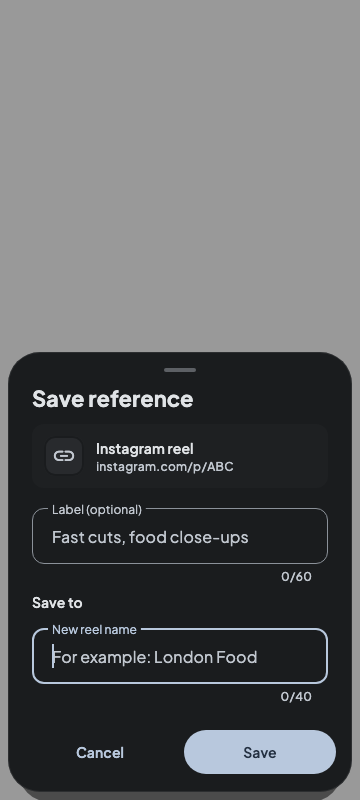 Save reference
Instagram reel
instagram.com/p/ABC
Label (optional)
Fast cuts, food close-ups
0/60
Save to
New reel name
For example: London Food
0/40
Cancel
Save